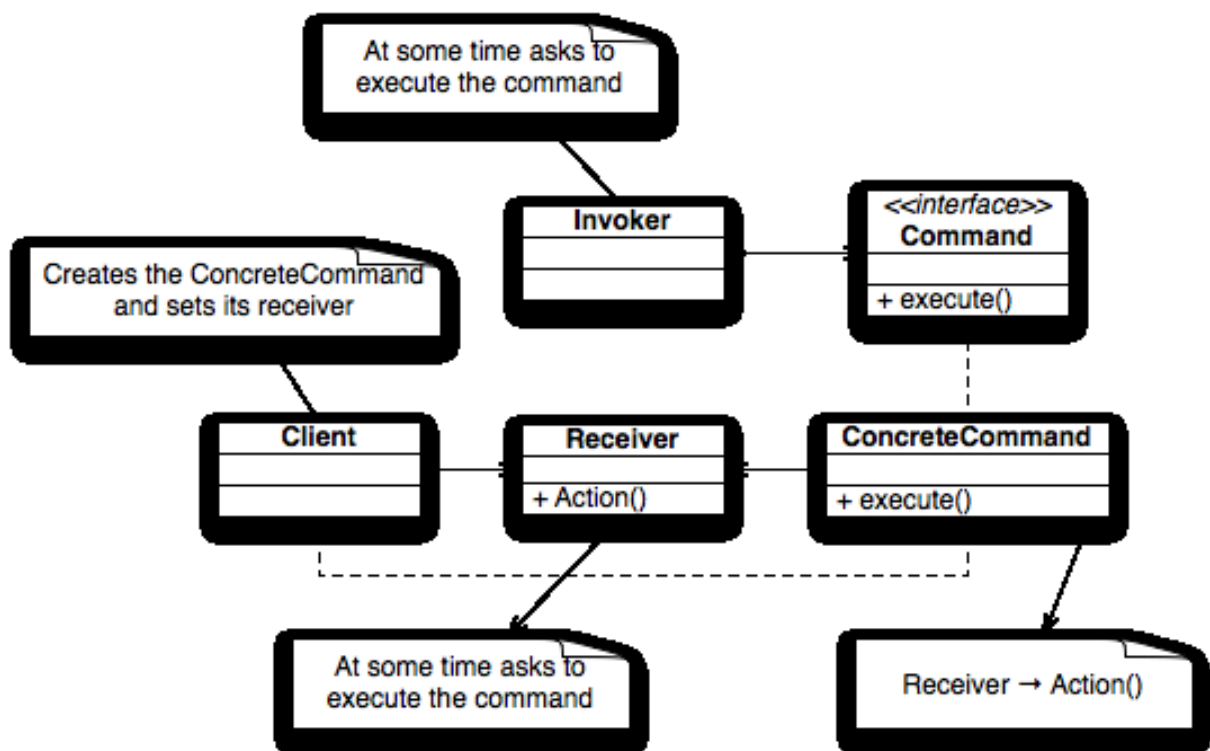 At some time asks to
execute the command
Invoker
<<interface>>
Command
+ execute()
Creates the ConcreteCommand
and sets its receiver
Client
Receiver
+ Action()
ConcreteCommand
+ execute()
At some time asks to
execute the command
Receiver → Action()